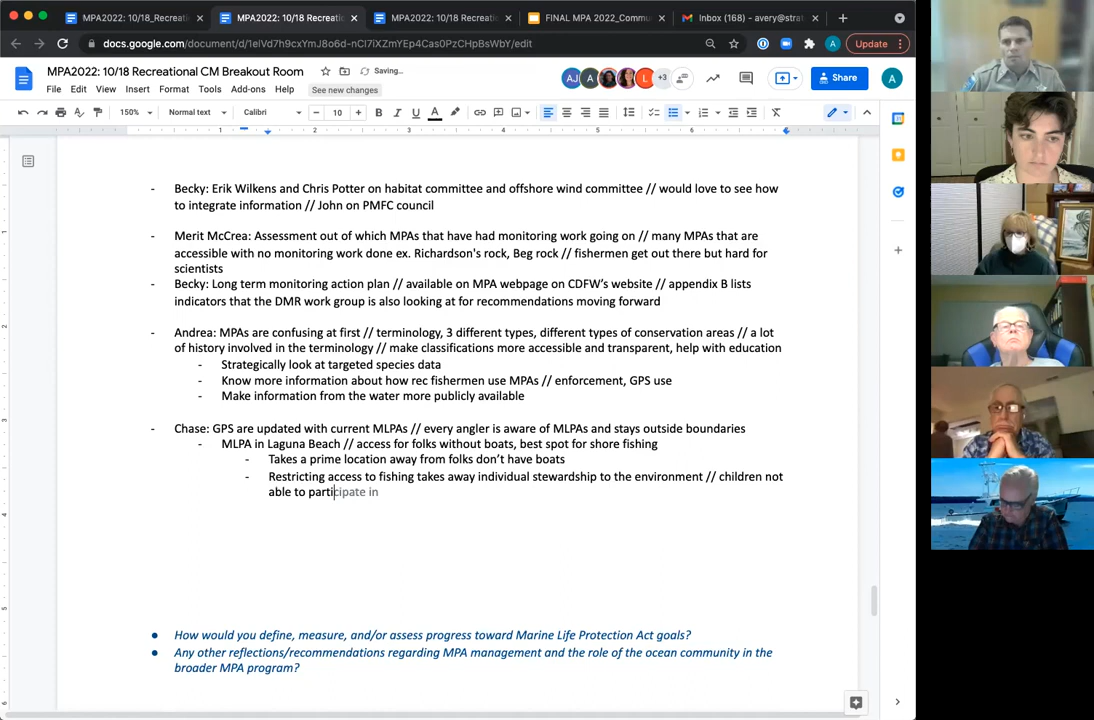 MPA2022: 10/18_Recreati
MPA2022: 10/18 Recreatio
MPA2022: 10/18 Recreatio
FINAL MPA 2022_Commu
Inbox (168) – avery@strat
docs.google.com/document/d/1eiVd7h9cxYmJ8o6d-nCl7iXZmYEp4Cas0PzCHpBsWbY/edit
Update
MPA2022: 10/18 Recreational CM Breakout Room
Saving...
AJ A L +3
Share
A
File Edit View Insert Format Tools Add-ons Help
See new changes
150% Normal text Calibri 10 B I U A
- Becky: Erik Wilkens and Chris Potter on habitat committee and offshore wind committee // would love to see how
to integrate information // John on PMFC council
- Merit McCrea: Assessment out of which MPAs that have had monitoring work going on // many MPAs that are
accessible with no monitoring work done ex. Richardson's rock, Beg rock // fishermen get out there but hard for
scientists
- Becky: Long term monitoring action plan // available on MPA webpage on CDFW's website // appendix B lists
indicators that the DMR work group is also looking at for recommendations moving forward
- Andrea: MPAs are confusing at first // terminology, 3 different types, different types of conservation areas // a lot
of history involved in the terminology // make classifications more accessible and transparent, help with education
- Strategically look at targeted species data
- Know more information about how rec fishermen use MPAs // enforcement, GPS use
- Make information from the water more publicly available
- Chase: GPS are updated with current MLPAs // every angler is aware of MLPAs and stays outside boundaries
- MLPA in Laguna Beach // access for folks without boats, best spot for shore fishing
- Takes a prime location away from folks don't have boats
- Restricting access to fishing takes away individual stewardship to the environment // children not
able to participate in
● How would you define, measure, and/or assess progress toward Marine Life Protection Act goals?
● Any other reflections/recommendations regarding MPA management and the role of the ocean community in the
broader MPA program?